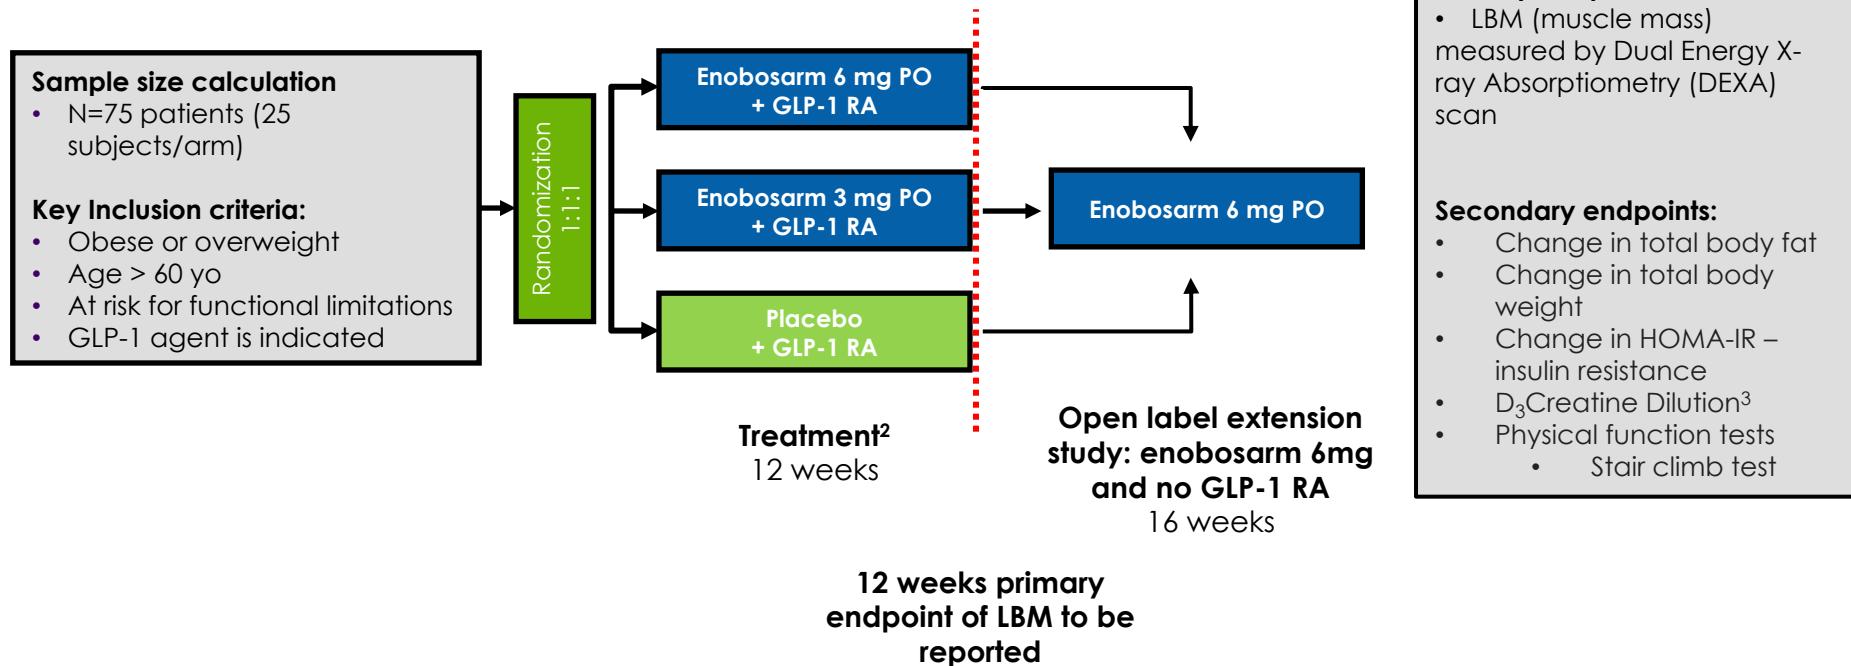 Sample size calculation
• N=75 patients (25
subjects/arm)
Key Inclusion criteria:
• Obese or overweight
• Age > 60 yo
• At risk for functional limitations
• GLP-1 agent is indicated
Randomization
1:1:1
Enobosarm 6 mg PO
+ GLP-1 RA
Enobosarm 3 mg PO
+ GLP-1 RA
Placebo
+ GLP-1 RA
Treatment²
12 weeks
Enobosarm 6 mg PO
Open label extension
study: enobosarm 6mg
and no GLP-1 RA
16 weeks
12 weeks primary
endpoint of LBM to be
reported
• LBM (muscle mass)
measured by Dual Energy X-
ray Absorptiometry (DEXA)
scan
Secondary endpoints:
• Change in total body fat
• Change in total body
weight
• Change in HOMA-IR –
insulin resistance
• D₃Creatine Dilution³
• Physical function tests
• Stair climb test